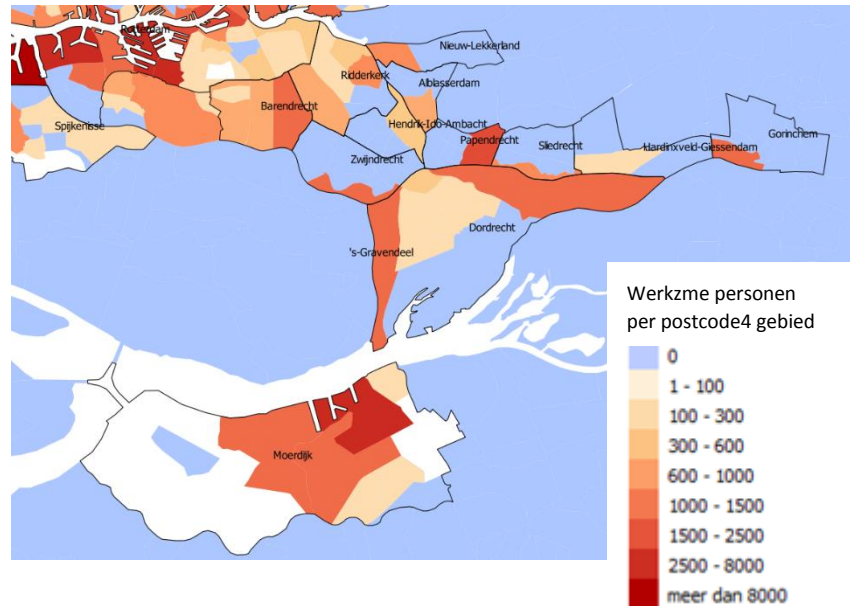 Rotterdam
Nieuw-Lekkerland
Ridderkerk
Alblasserdam
Barendrecht
Hendrik-Ido-Ambacht
Spijkenisse
Papendrecht
Sliedrecht
Hardinxveld-Giessendam
Gorinchem
Zwijndrecht
Dordrecht
's-Gravendeel
Moerdijk
Werkzme personen
per postcode4 gebied
0
1 - 100
100 - 300
300 - 600
600 - 1000
1000 - 1500
1500 - 2500
2500 - 8000
meer dan 8000